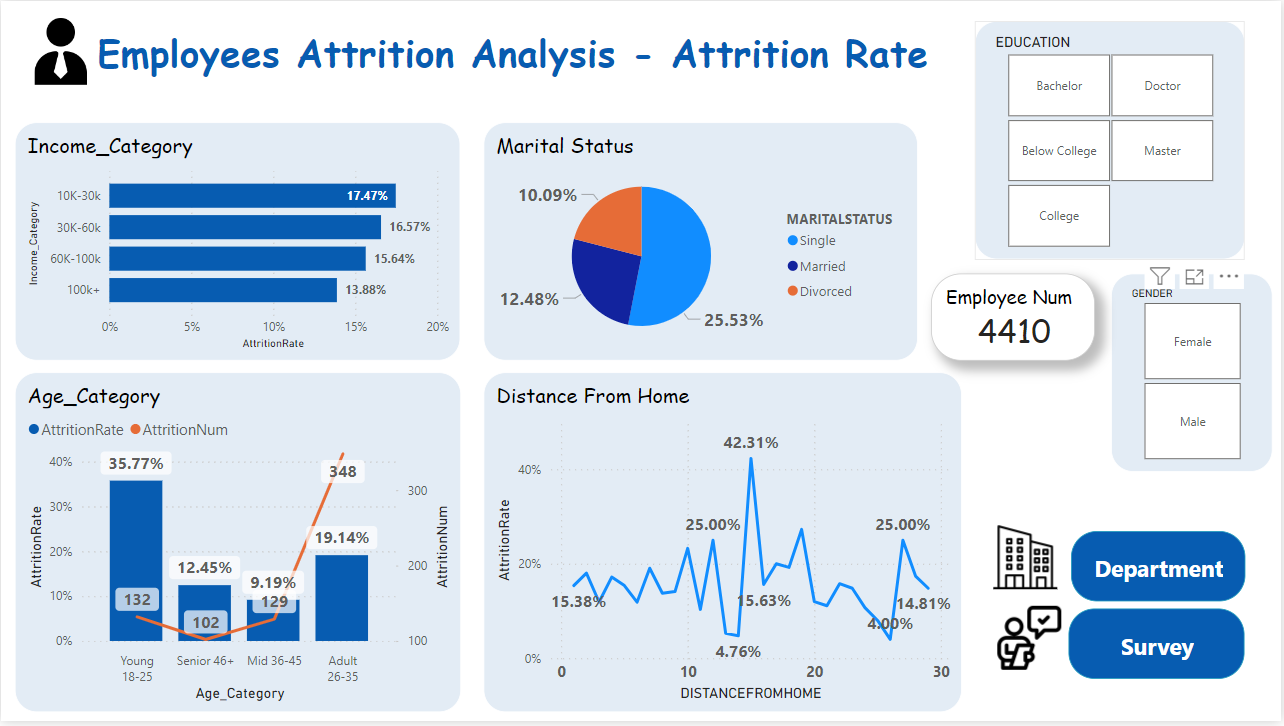 Employees Attrition Analysis - Attrition Rate
EDUCATION
Bachelor
Doctor
Below College
Master
College
Income_Category
Income_Category
10K-30k
17.47%
30K-60k
16.57%
60K-100k
15.64%
100k+
13.88%
0%
5%
10%
15%
20%
AttritionRate
Marital Status
10.09%
12.48%
25.53%
MARITALSTATUS
Single
Married
Divorced
Employee Num
4410
GENDER
Female
Male
Age_Category
AttritionRate
AttritionNum
AttritionRate
40%
30%
20%
10%
0%
35.77%
12.45%
9.19%
19.14%
132
102
129
348
300
200
100
AttritionNum
Young
18-25
Senior 46+
Mid 36-45
Adult
26-35
Age_Category
Distance From Home
AttritionRate
40%
20%
0%
42.31%
25.00%
25.00%
15.38%
15.63%
14.81%
4.00%
4.76%
0
10
20
30
DISTANCEFROMHOME
Department
Survey